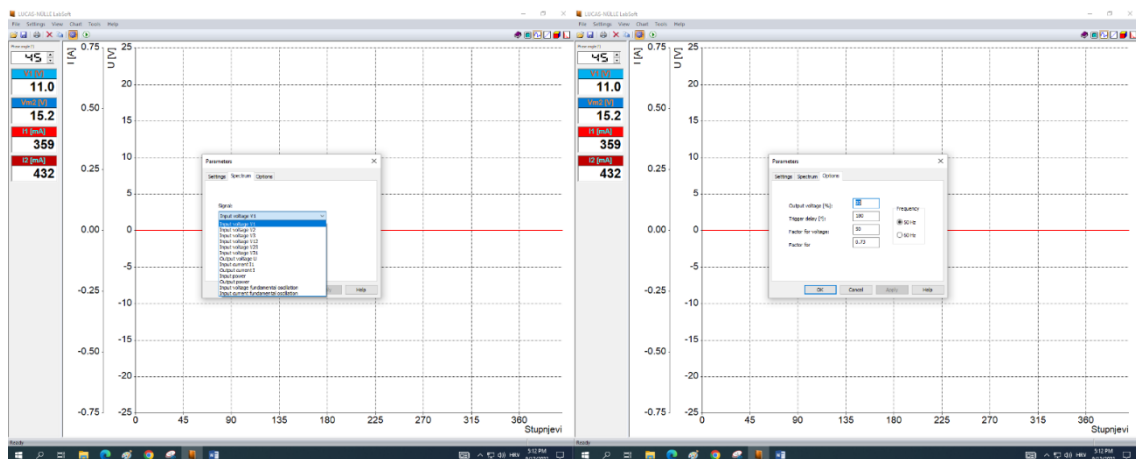 LUCAS-NÜLLE LabSoft
File Settings View Chart Tools Help
Phase angle [°]
45
V1 [V]
11.0
Vm2 [V]
15.2
I1 [mA]
359
I2 [mA]
432
I [A]
0.75
0.50
0.25
0.00
-0.25
-0.50
-0.75
U [V]
25
20
15
10
5
0
-5
-10
-15
-20
-25
0 45 90 135 180 225 270 315 360
Stupnjevi
Parameters
Settings Spectrum Options
Signal:
Input voltage V1
Input voltage V1
Input voltage V2
Input voltage V3
Input voltage V12
Input voltage V23
Input voltage V31
Output voltage U
Input current I1
Output current I
Input power
Output power
Input voltage fundamental oscillation
Input current fundamental oscillation
Help
Ready
HRV 5:12 PM
LUCAS-NÜLLE LabSoft
File Settings View Chart Tools Help
Phase angle [°]
45
11.0
Vm2 [V]
15.2
I1 [mA]
359
I2 [mA]
432
I [A]
0.75
0.50
0.25
0.00
-0.25
-0.50
-0.75
U [V]
25
20
15
10
5
0
-5
-10
-15
-20
-25
0 45 90 135 180 225 270 315 360
Stupnjevi
Parameters
Settings Spectrum Options
Output voltage [%]:
Trigger delay [°]: 180
Factor for voltage: 50
Factor for 0.73
Frequency
50 Hz
60 Hz
OK Cancel Apply Help
Ready
HRV 5:12 PM